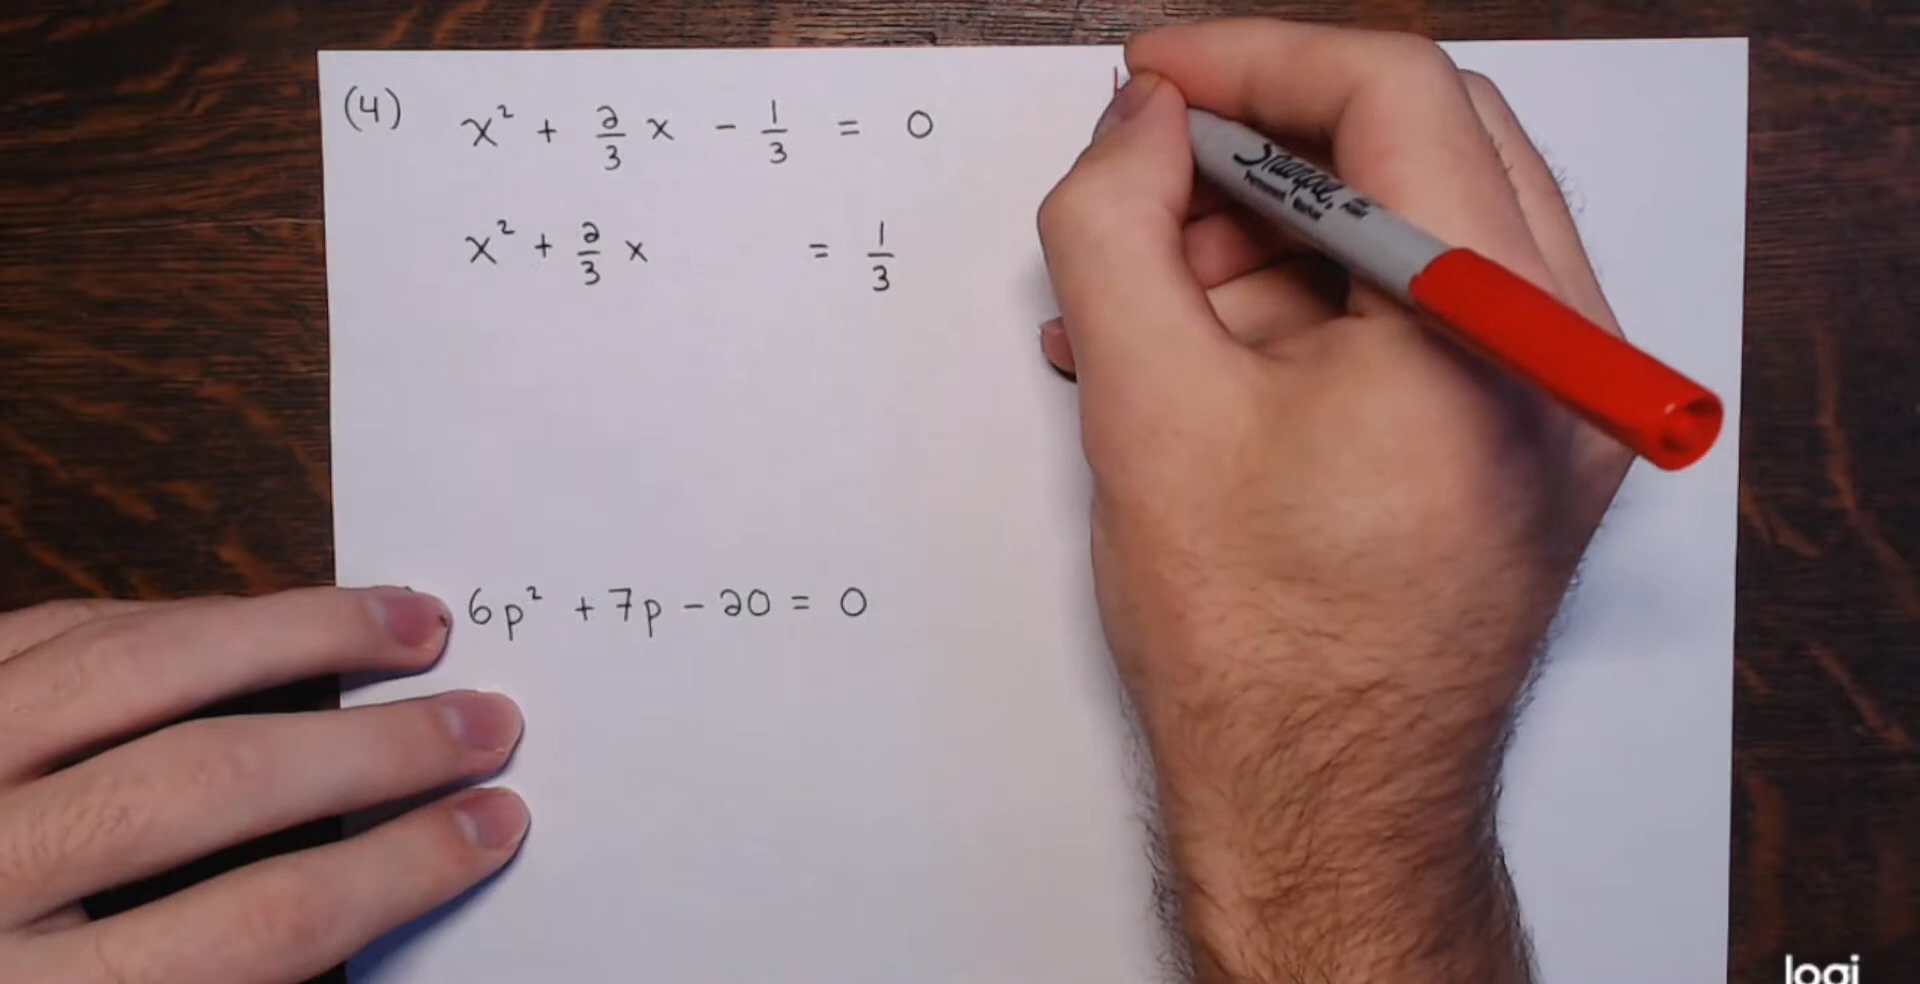 (4) x² + 2/3 x - 1/3 = 0
x² + 2/3 x = 1/3
6p² + 7p - 20 = 0
Sharpie.
logi